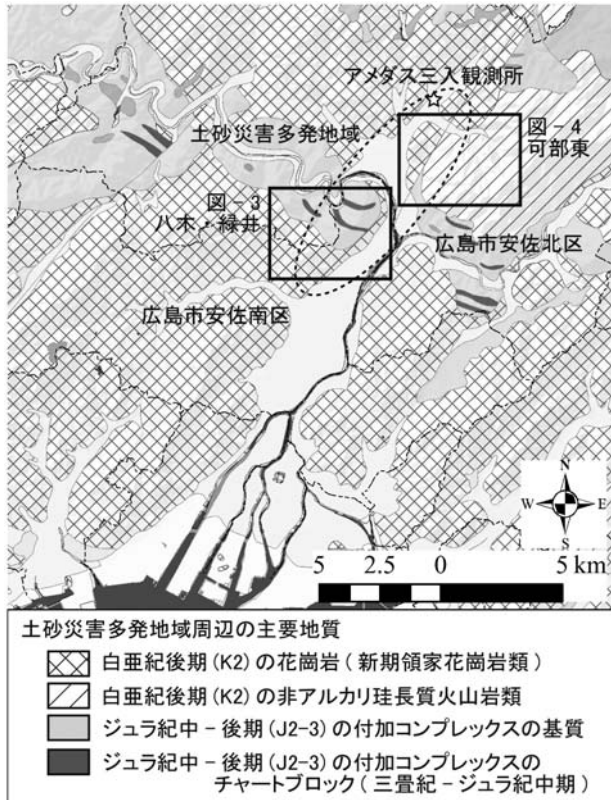 アメダス三入観測所
土砂災害多発地域
図-4
可部東
図-3
八木・緑井
広島市安佐北区
広島市安佐南区
N
W E
S
5 2.5 0 5 km
土砂災害多発地域周辺の主要地質
白亜紀後期(K2)の花崗岩(新期領家花崗岩類)
白亜紀後期(K2)の非アルカリ珪長質火山岩類
ジュラ紀中-後期(J2-3)の付加コンプレックスの基質
ジュラ紀中-後期(J2-3)の付加コンプレックスの
チャートブロック(三畳紀-ジュラ紀中期)